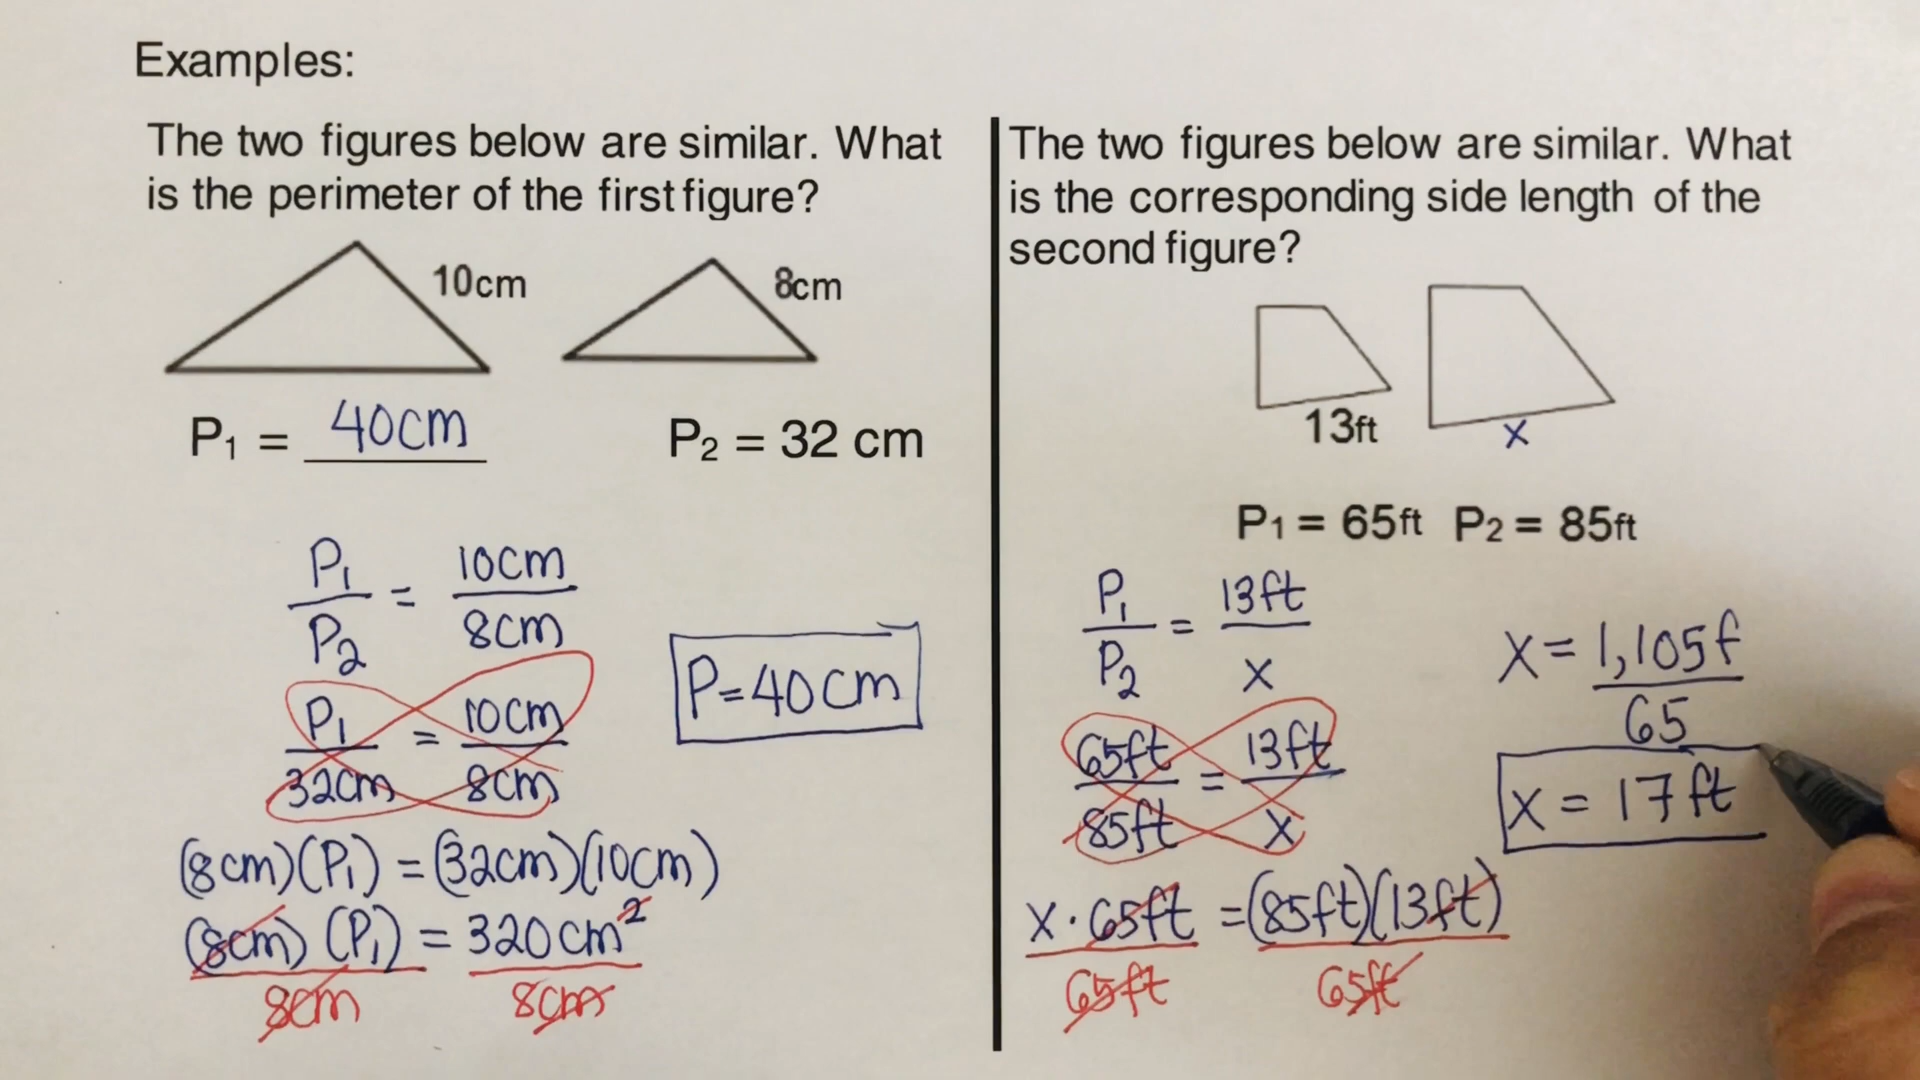 Examples:
The two figures below are similar. What
is the perimeter of the first figure?
10cm
8cm
P₁ = 40cm
P₂ = 32 cm
P₁/P₂ = 10cm/8cm
P₁/32cm = 10cm/8cm
P=40cm
(8cm)(P₁) = (32cm)(10cm)
(8cm)(P₁) = 320cm²
8cm 8cm
The two figures below are similar. What
is the corresponding side length of the
second figure?
13ft
x
P₁ = 65ft P₂ = 85ft
P₁/P₂ = 13ft/x
65ft/85ft = 13ft/x
x · 65ft = (85ft)(13ft)
65ft 65ft
x = 1,105f/65
x = 17ft